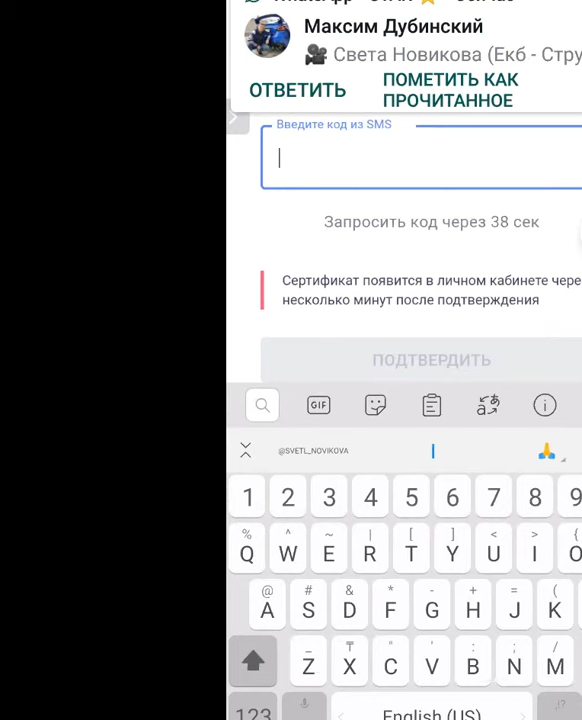 Максим Дубинский
Света Новикова (Екб - Стру
ОТВЕТИТЬ
ПОМЕТИТЬ КАК
ПРОЧИТАННОЕ
Введите код из SMS
Запросить код через 38 сек
Сертификат появится в личном кабинете чере
несколько минут после подтверждения
ПОДТВЕРДИТЬ
GIF
@SVETL_NOVIKOVA
1 2 3 4 5 6 7 8 9
% ^ ~ | [ ] < > {
Q W E R T Y U I O
@ # & * - + = (
A S D F G H J K
_ ₸ " ' : ; /
Z X C V B N M
123 English (US) ,!?